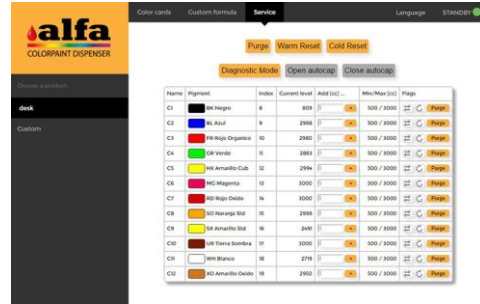 Color cards Custom formula Service Language STANDBY
alfa
COLORPAINT DISPENSER
Purge Warm Reset Cold Reset
Diagnostic Mode Open autocap Close autocap
Choose a product:
desk
Custom
Name Pigment Index Current level Add [cc] ... Min/Max [cc] Flags
C1 BK Negro 8 809 500 / 3000 Purge
C2 BL Azul 9 2999 500 / 3000 Purge
C3 FR Rojo Organico 10 2980 500 / 3000 Purge
C4 GR Verde 11 2863 500 / 3000 Purge
C5 HX Amarillo Cub 12 2994 500 / 3000 Purge
C6 MG Magenta 13 3000 500 / 3000 Purge
C7 RD Rojo Oxido 14 3000 500 / 3000 Purge
C8 SO Naranja Std 15 2998 500 / 3000 Purge
C9 SX Amarillo Std 16 2491 500 / 3000 Purge
C10 UR Tierra Sombra 17 3000 500 / 3000 Purge
C11 WH Blanco 18 2719 500 / 3000 Purge
C12 XO Amarillo Oxido 19 2950 500 / 3000 Purge